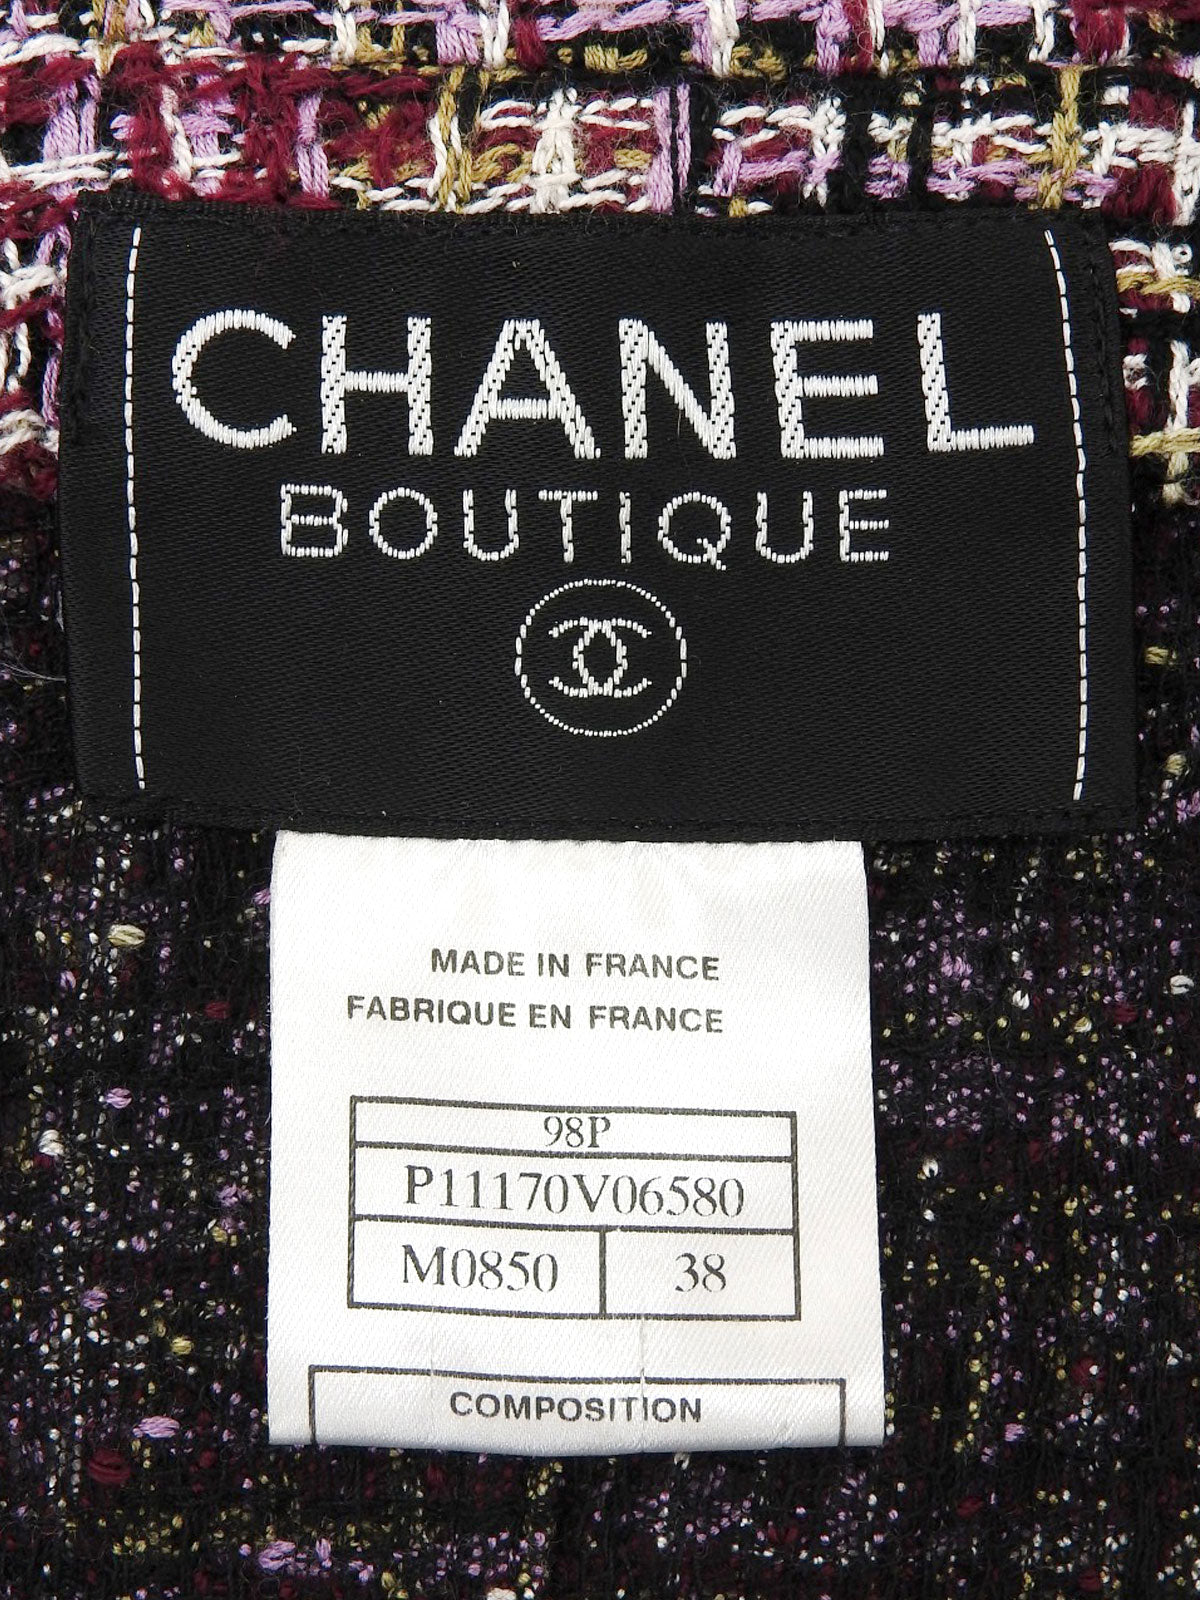 CHANEL
BOUTIQUE
MADE IN FRANCE
FABRIQUE EN FRANCE
98P
P11170V06580
M0850 38
COMPOSITION